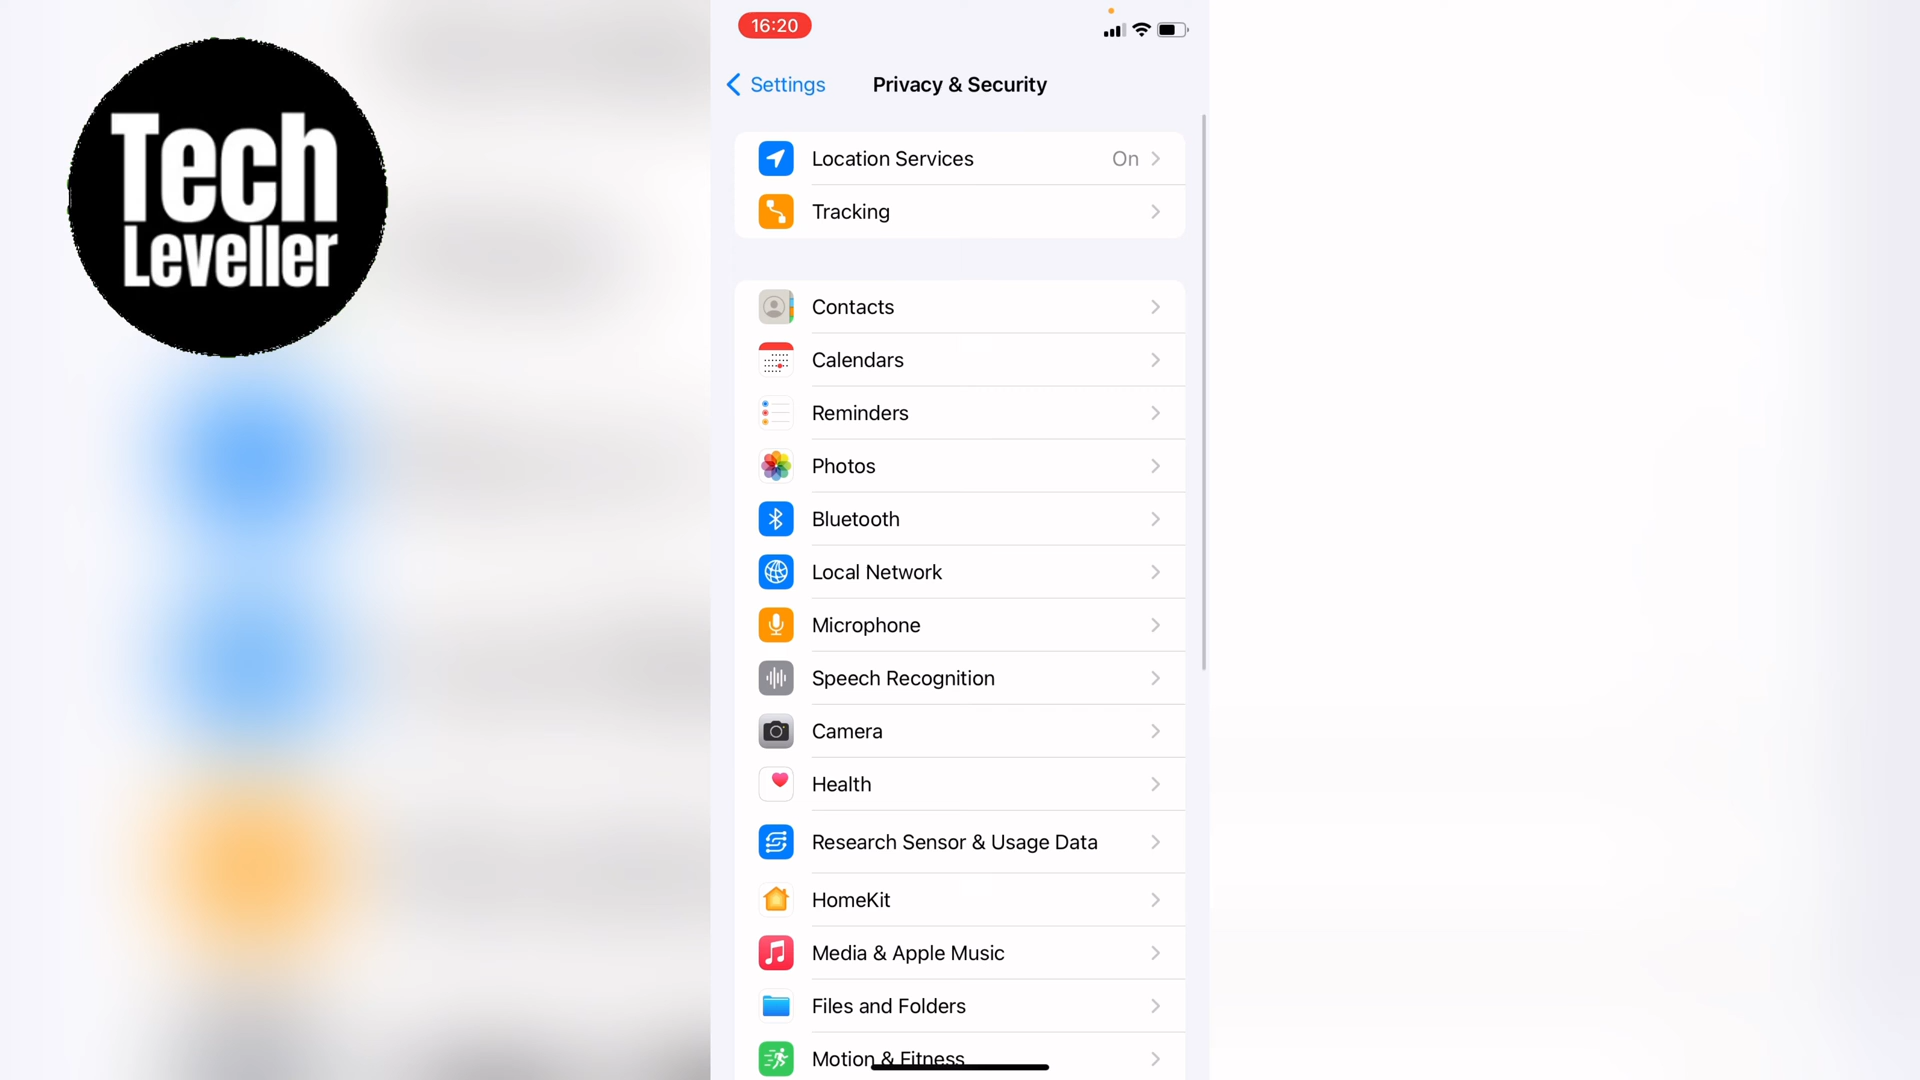 Tech
Leveller
16:20
Settings
Privacy & Security
Location Services On
Tracking
Contacts
Calendars
Reminders
Photos
Bluetooth
Local Network
Microphone
Speech Recognition
Camera
Health
Research Sensor & Usage Data
HomeKit
Media & Apple Music
Files and Folders
Motion & Fitness